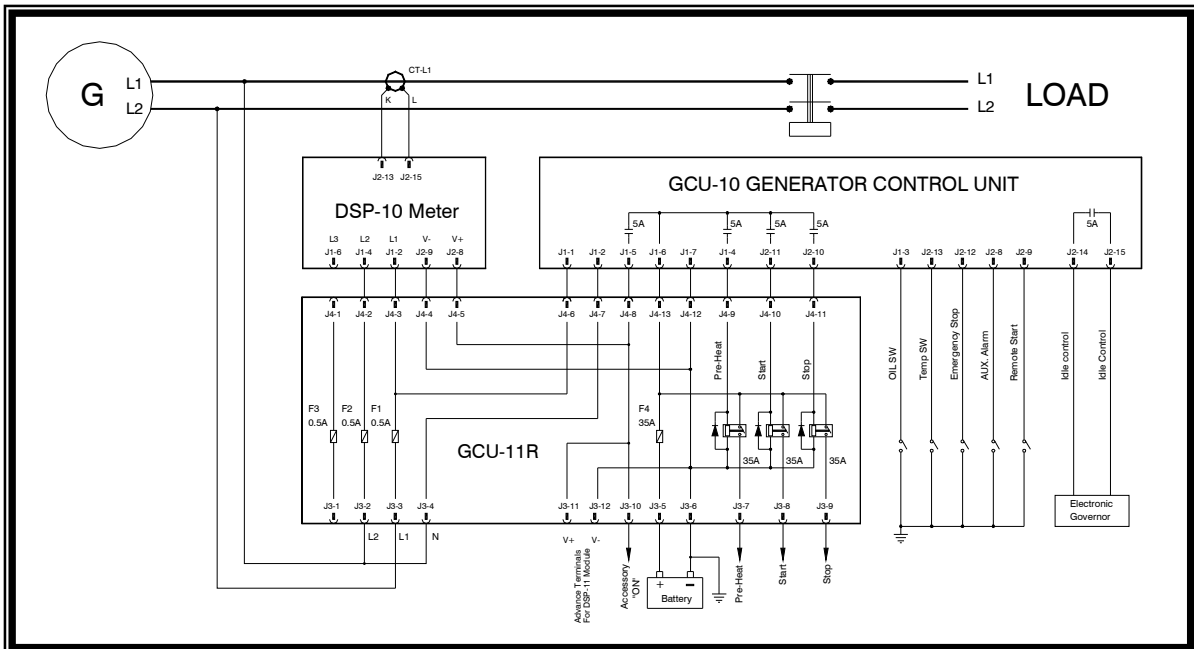 CT-L1
G
L1
L2
L1
L2
LOAD
K
L
J2-13
J2-15
DSP-10 Meter
L3
L2
L1
V-
V+
J1-6
J1-4
J1-2
J2-9
J2-8
GCU-10 GENERATOR CONTROL UNIT
5A
5A
5A
5A
5A
J1-1
J1-2
J1-5
J1-6
J1-7
J1-4
J2-11
J2-10
J1-3
J2-13
J2-12
J2-8
J2-9
J2-14
J2-15
J4-1
J4-2
J4-3
J4-4
J4-5
J4-6
J4-7
J4-8
J4-13
J4-12
J4-9
J4-10
J4-11
Pre-Heat
Start
Stop
OIL SW
Temp SW
Emergency Stop
AUX. Alarm
Remote Start
Idle control
Idle Control
F3
0.5A
F2
0.5A
F1
0.5A
F4
35A
GCU-11R
35A
35A
35A
J3-1
J3-2
J3-3
J3-4
J3-11
J3-12
J3-10
J3-5
J3-6
J3-7
J3-8
J3-9
L2
L1
N
V+
V-
Advance Terminals
For DSP-11 Module
Accessory
"ON"
+
−
Battery
Pre-Heat
Start
Stop
Electronic
Governor